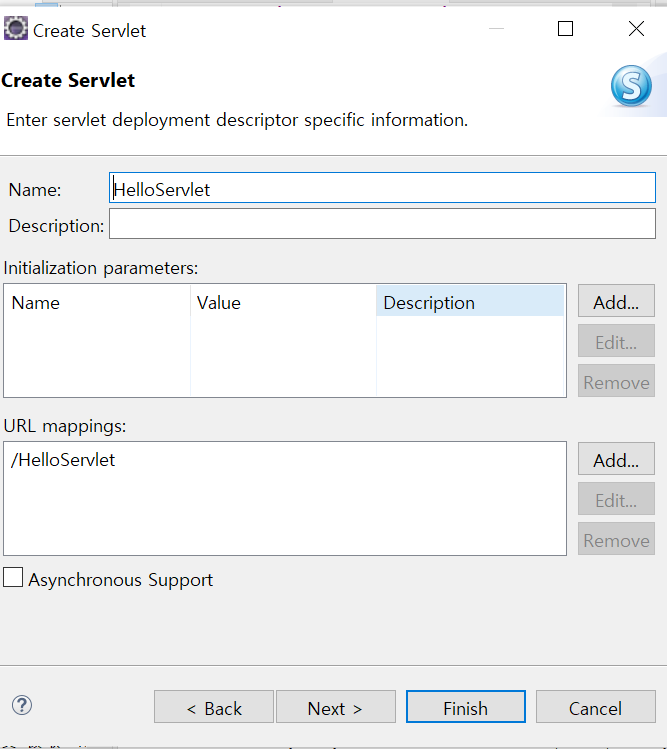 Create Servlet
Create Servlet
Enter servlet deployment descriptor specific information.
Name: HelloServlet
Description:
Initialization parameters:
Name Value Description
Add...
Edit...
Remove
URL mappings:
/HelloServlet
Add...
Edit...
Remove
Asynchronous Support
? < Back Next > Finish Cancel